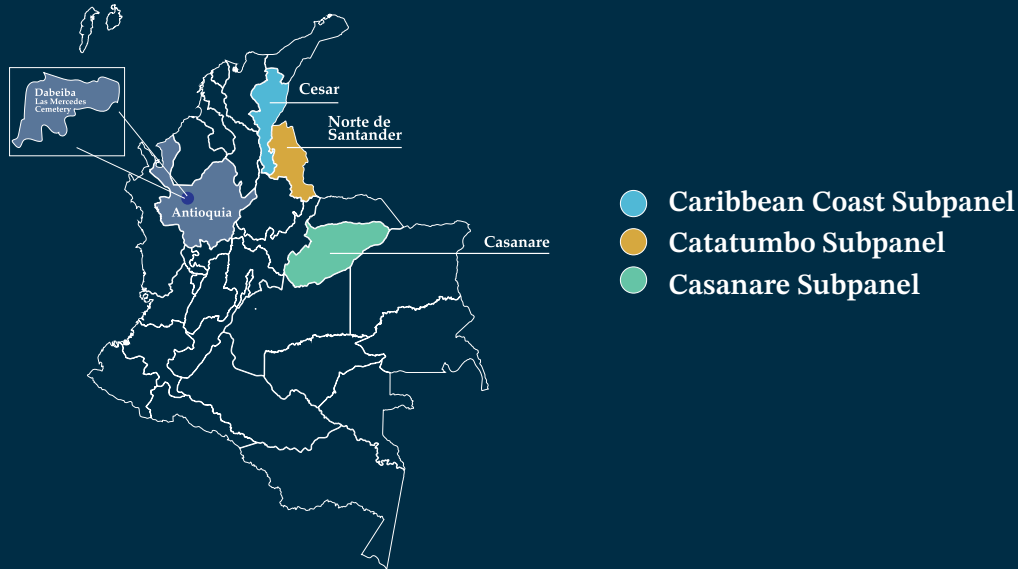 Dabeiba
Las Mercedes
Cemetery
Cesar
Norte de
Santander
Antioquia
Casanare
Caribbean Coast Subpanel
Catatumbo Subpanel
Casanare Subpanel